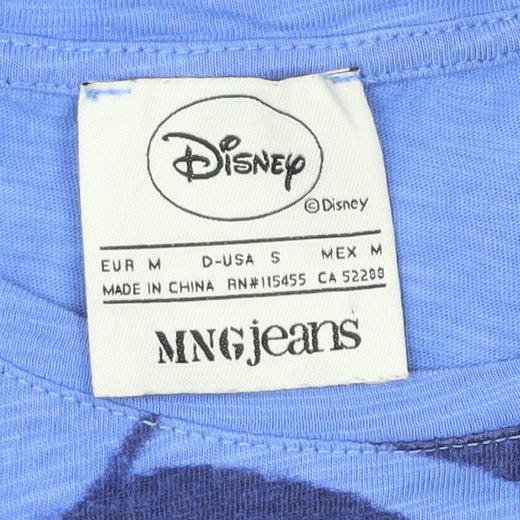 Disney
©Disney
EUR M D-USA S MEX M
MADE IN CHINA RN#115455 CA 52289
MNGjeans